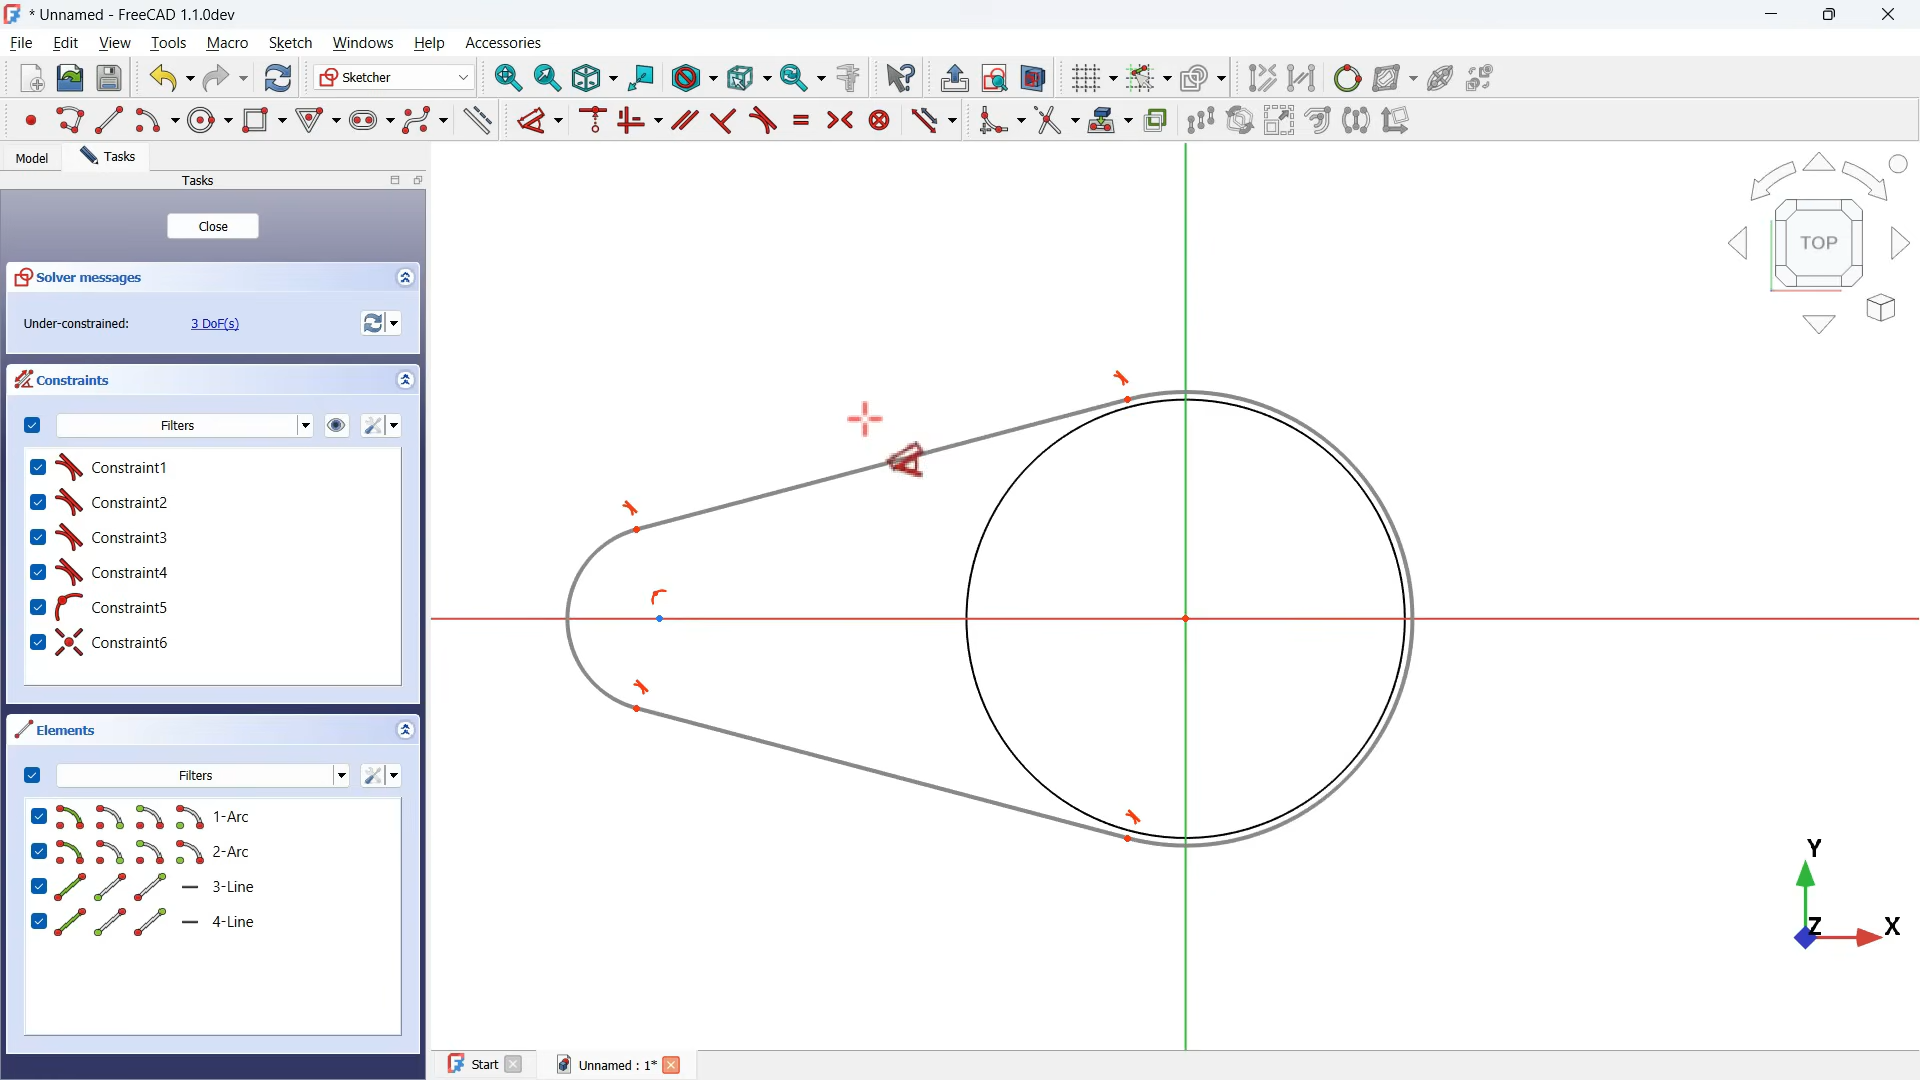 * Unnamed - FreeCAD 1.1.0dev
File Edit View Tools Macro Sketch Windows Help Accessories
Sketcher
Model Tasks
Tasks
Close
Solver messages
Under-constrained: 3 DoF(s)
Constraints
Filters
Constraint1
Constraint2
Constraint3
Constraint4
Constraint5
Constraint6
Elements
Filters
1-Arc
2-Arc
3-Line
4-Line
TOP
Y
Z X
Start Unnamed : 1*